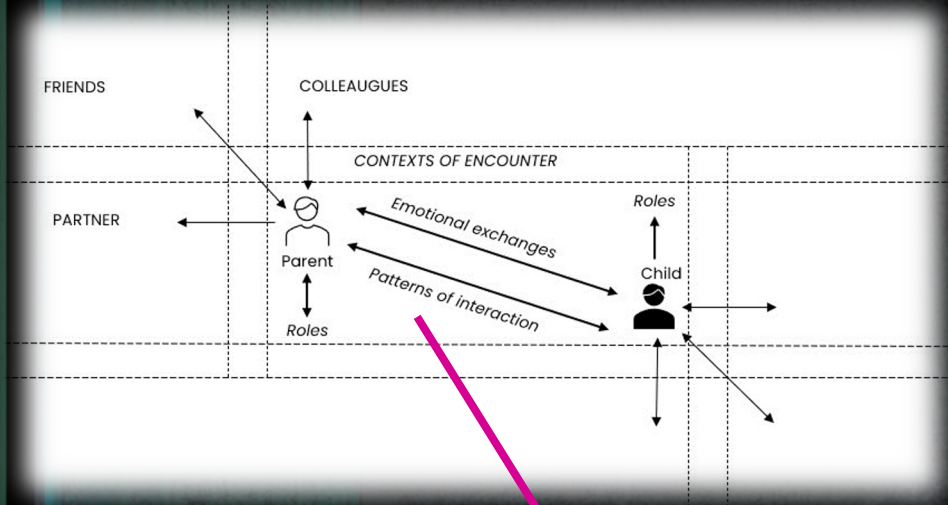 FRIENDS
COLLEAUGUES
CONTEXTS OF ENCOUNTER
PARTNER
Emotional exchanges
Roles
Parent
Patterns of interaction
Child
Roles